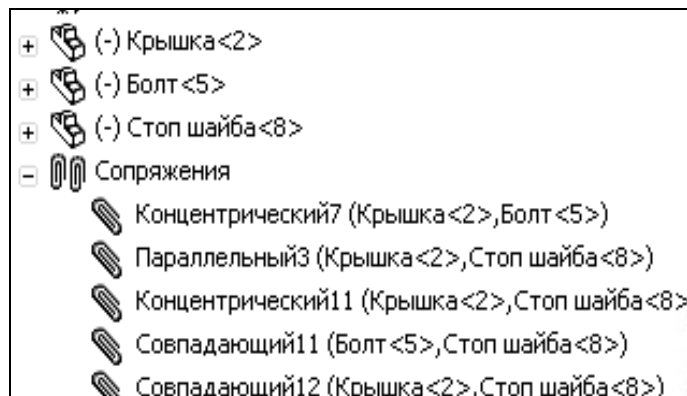 (-) Крышка<2>
(-) Болт<5>
(-) Стоп шайба<8>
Сопряжения
Концентрический7 (Крышка<2>,Болт<5>)
Параллельный3 (Крышка<2>,Стоп шайба<8>)
Концентрический11 (Крышка<2>,Стоп шайба<8>
Совпадающий11 (Болт<5>,Стоп шайба<8>)
Совпадающий12 (Крышка<2>,Стоп шайба<8>)